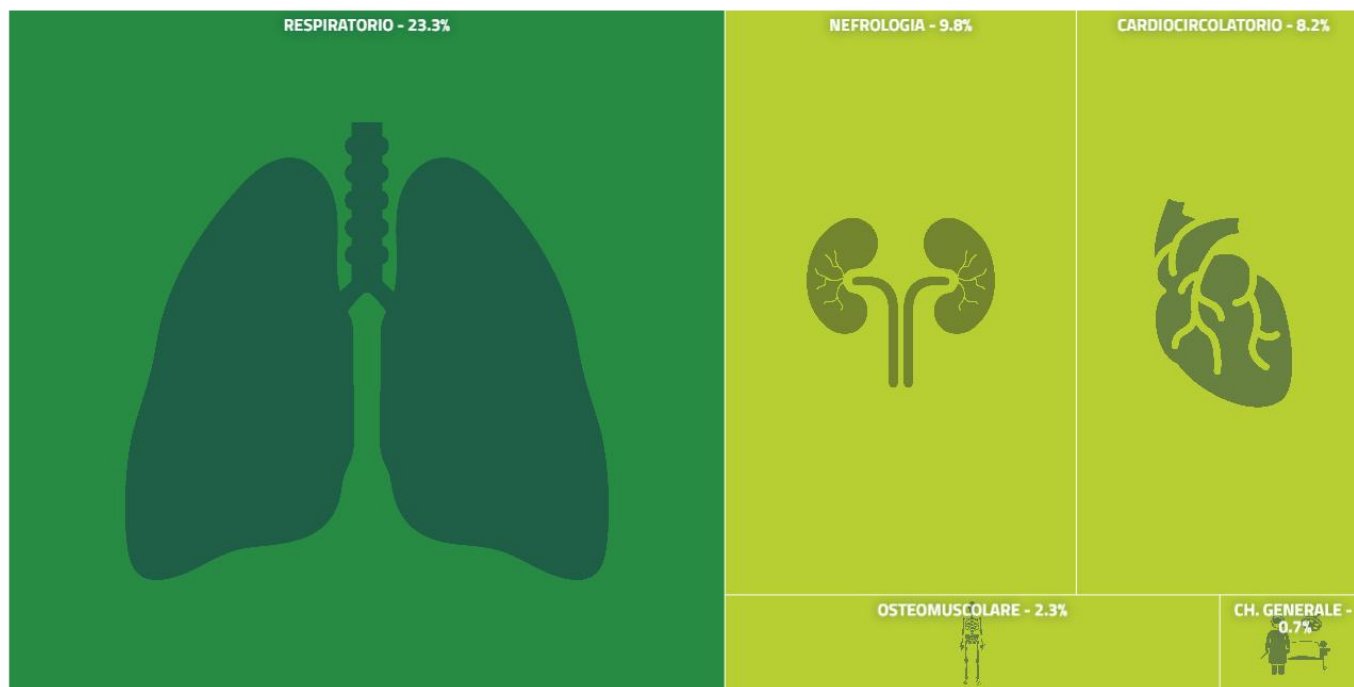 RESPIRATORIO - 23.3%
NEFROLOGIA - 9.8%
CARDIOCIRCOLATORIO - 8.2%
OSTEOMUSCOLARE - 2.3%
CH. GENERALE -
0.7%